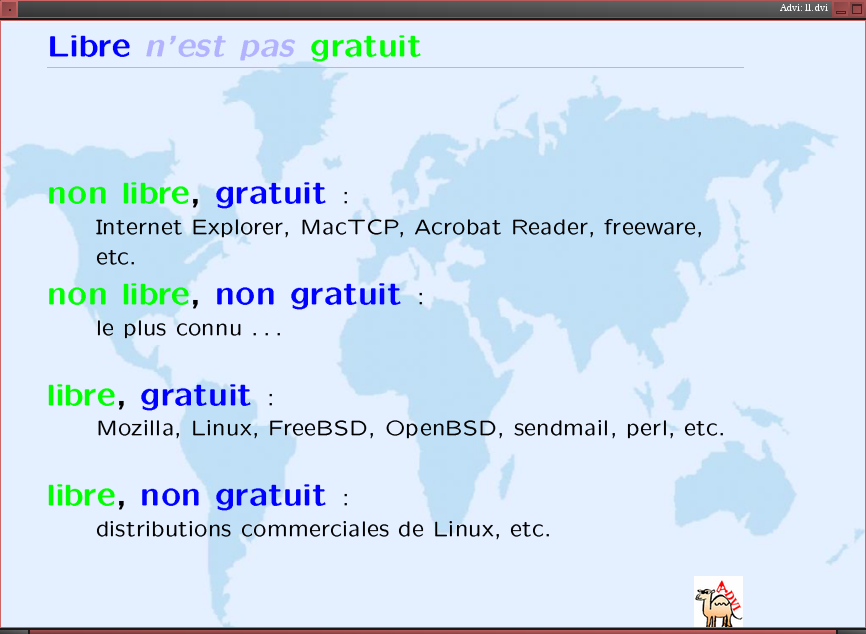 Advi: ll.dvi
Libre n'est pas gratuit
non libre, gratuit :
Internet Explorer, MacTCP, Acrobat Reader, freeware,
etc.
non libre, non gratuit :
le plus connu . . .
libre, gratuit :
Mozilla, Linux, FreeBSD, OpenBSD, sendmail, perl, etc.
libre, non gratuit :
distributions commerciales de Linux, etc.
ADVI